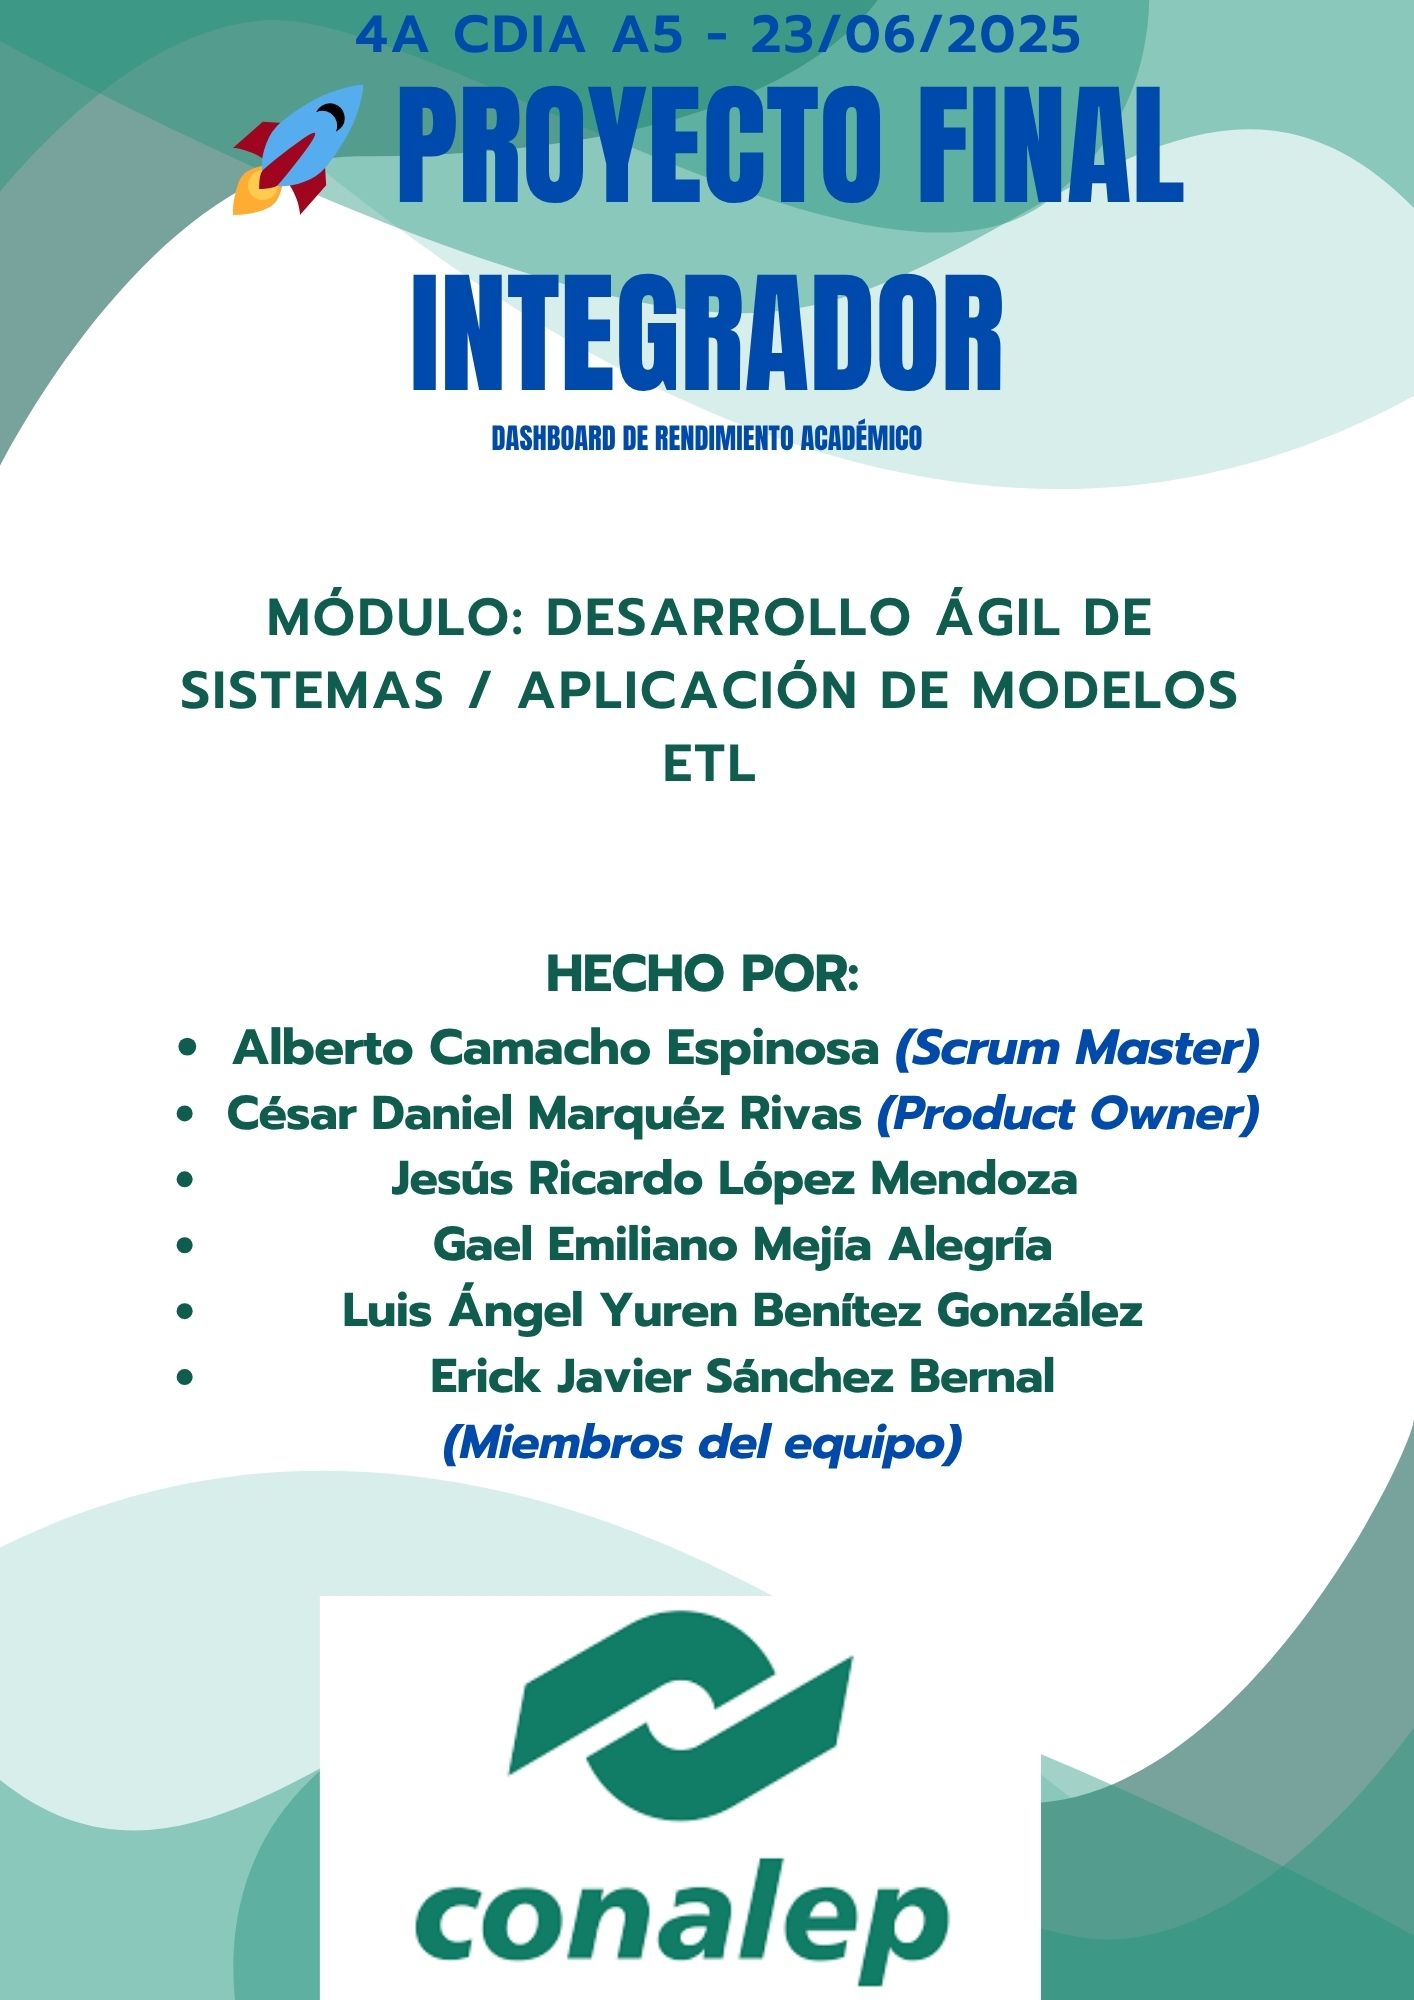 4A CDIA A5 - 23/06/2025
PROYECTO FINAL
INTEGRADOR
DASHBOARD DE RENDIMIENTO ACADÉMICO
MÓDULO: DESARROLLO ÁGIL DE
SISTEMAS / APLICACIÓN DE MODELOS
ETL
HECHO POR:
• Alberto Camacho Espinosa (Scrum Master)
• César Daniel Marquéz Rivas (Product Owner)
• Jesús Ricardo López Mendoza
• Gael Emiliano Mejía Alegría
• Luis Ángel Yuren Benítez González
• Erick Javier Sánchez Bernal
(Miembros del equipo)
conalep